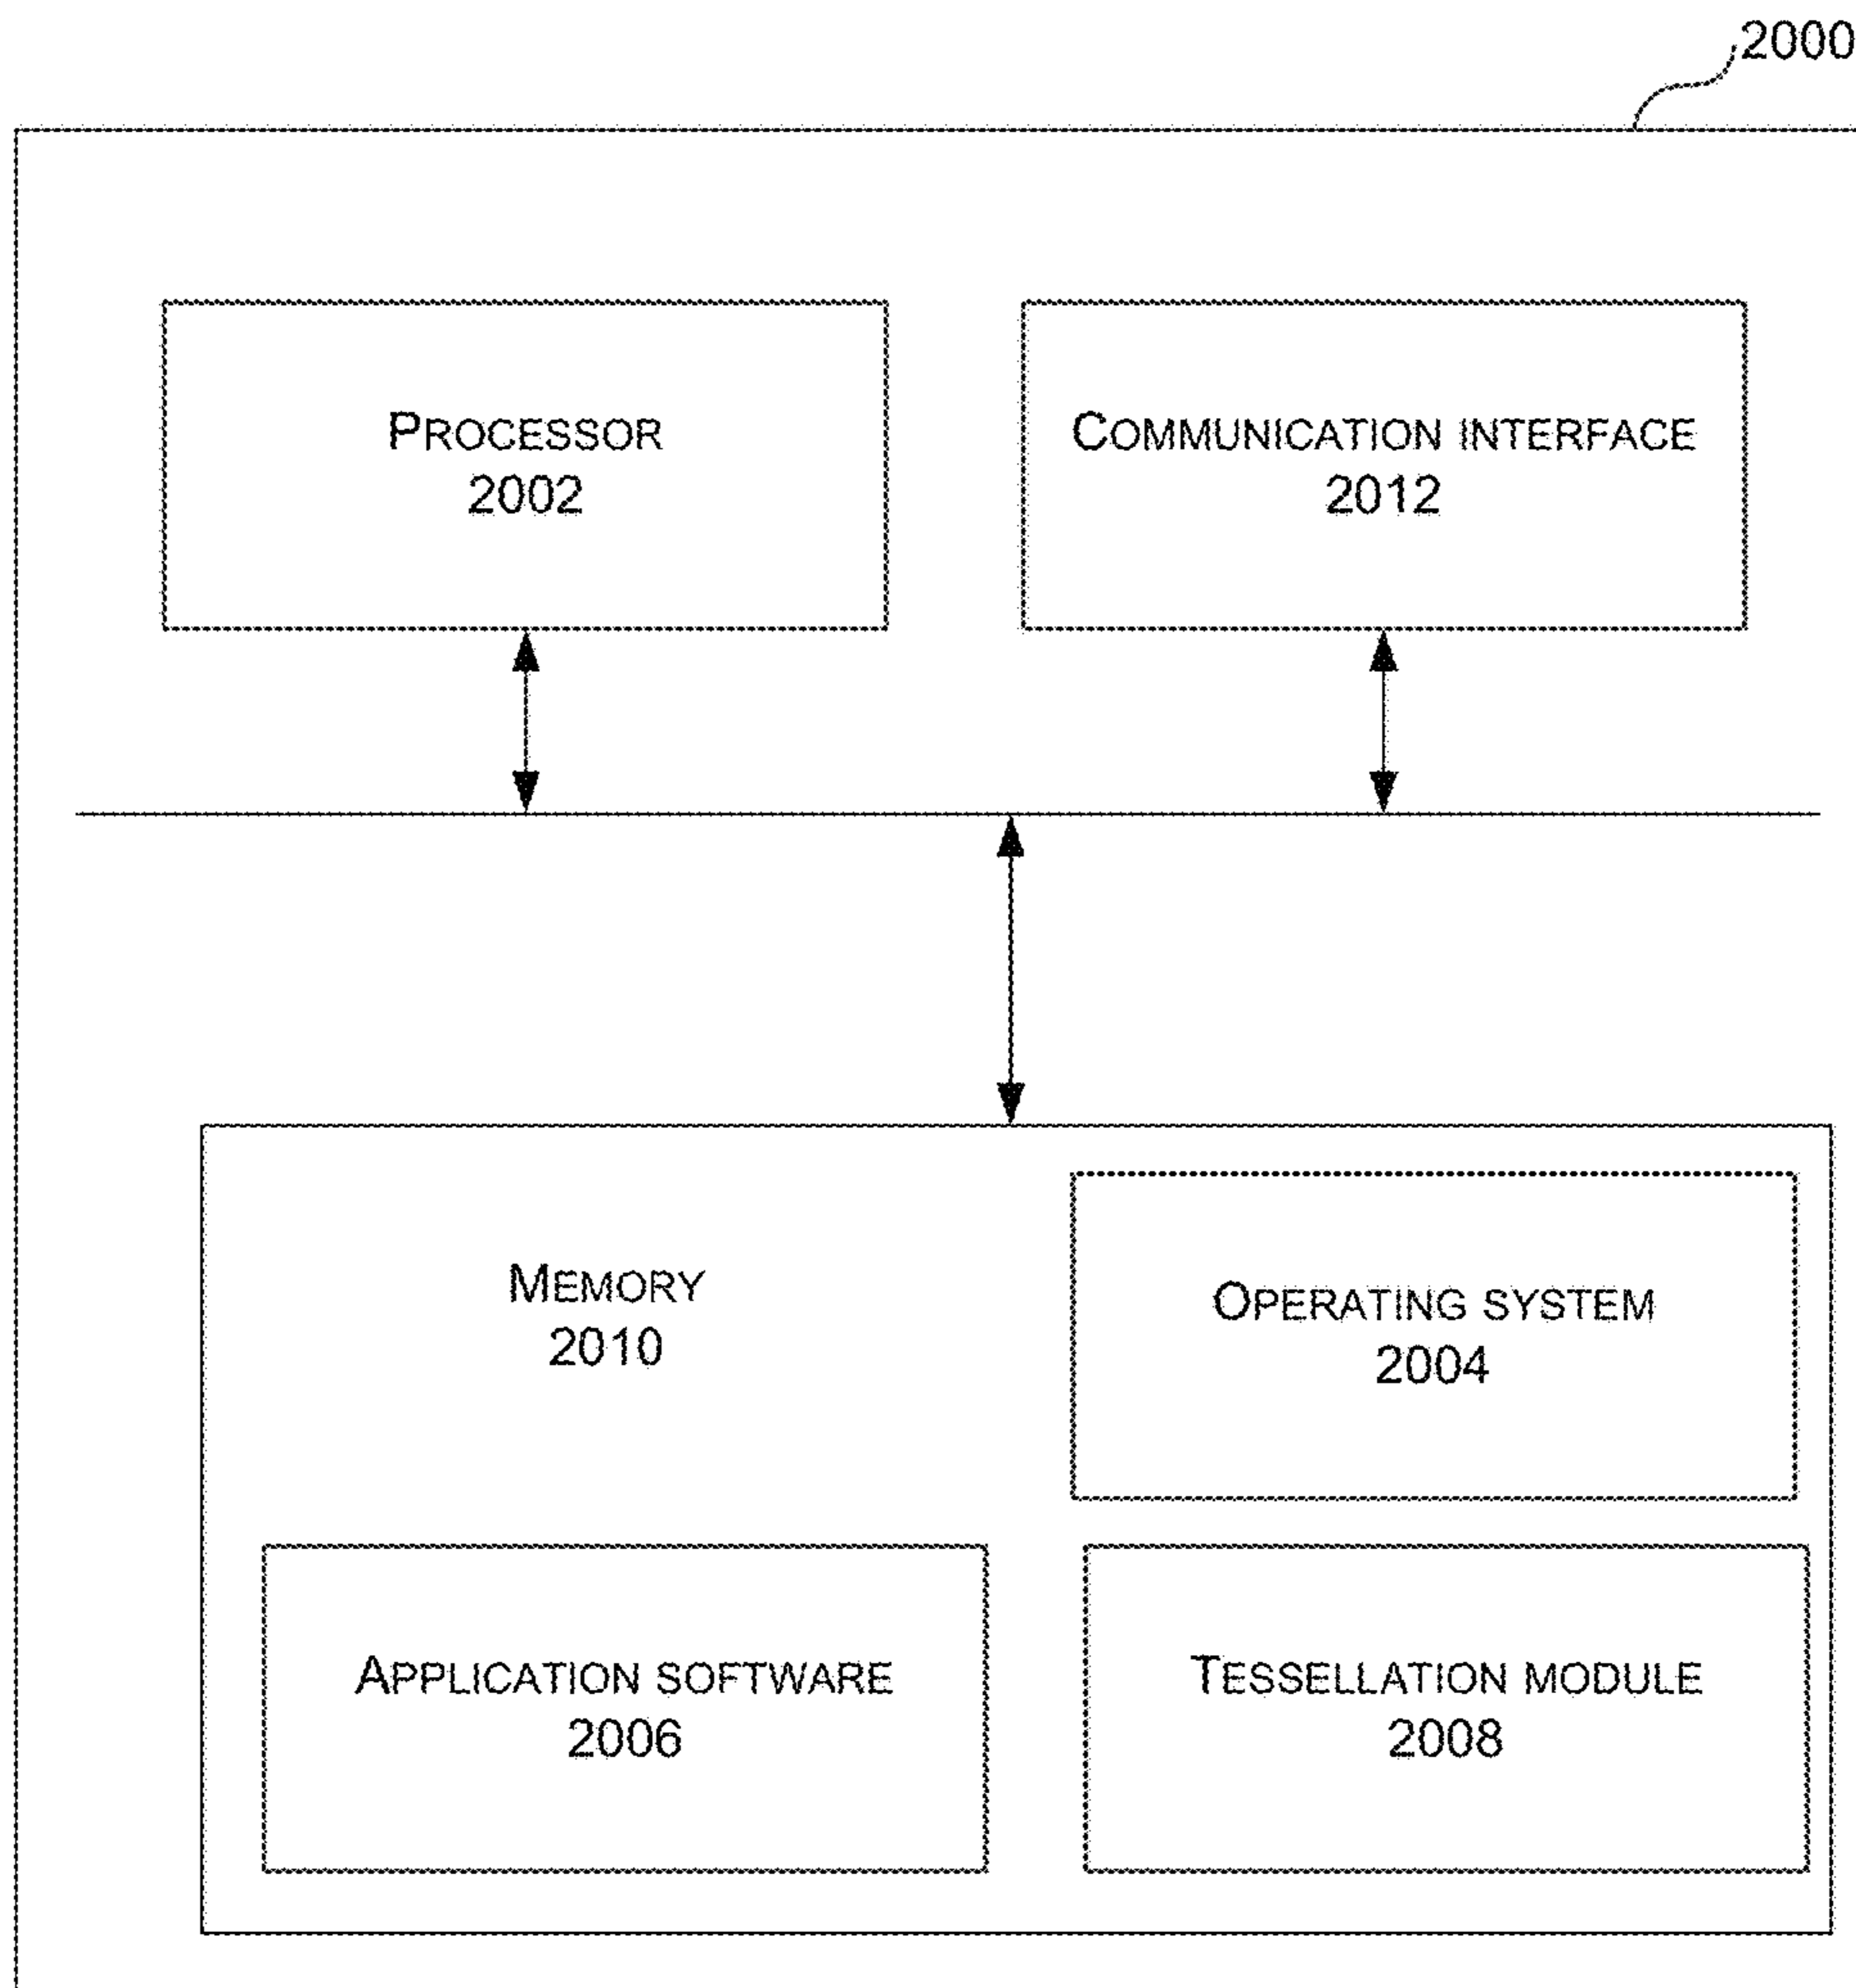 2000
PROCESSOR
2002
COMMUNICATION INTERFACE
2012
MEMORY
2010
OPERATING SYSTEM
2004
APPLICATION SOFTWARE
2006
TESSELLATION MODULE
2008